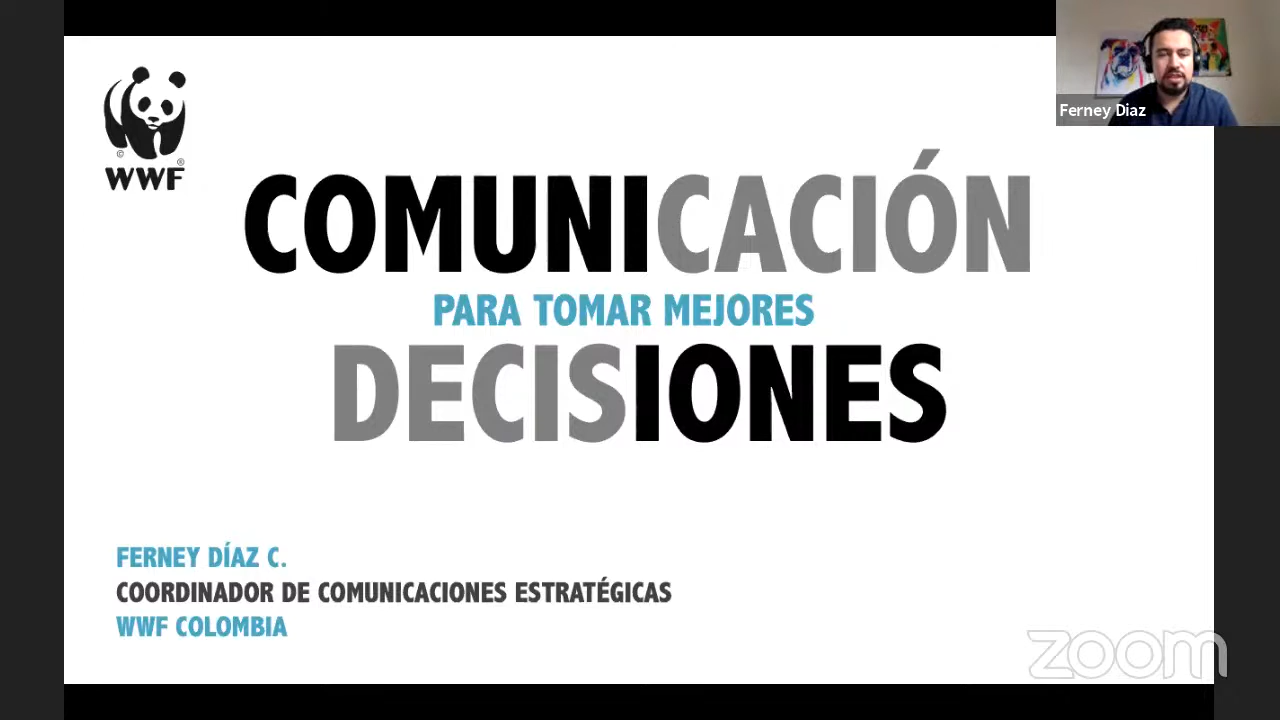 Ferney Diaz
©
®
WWF
COMUNICACIÓN
PARA TOMAR MEJORES
DECISIONES
FERNEY DÍAZ C.
COORDINADOR DE COMUNICACIONES ESTRATÉGICAS
WWF COLOMBIA
zoom